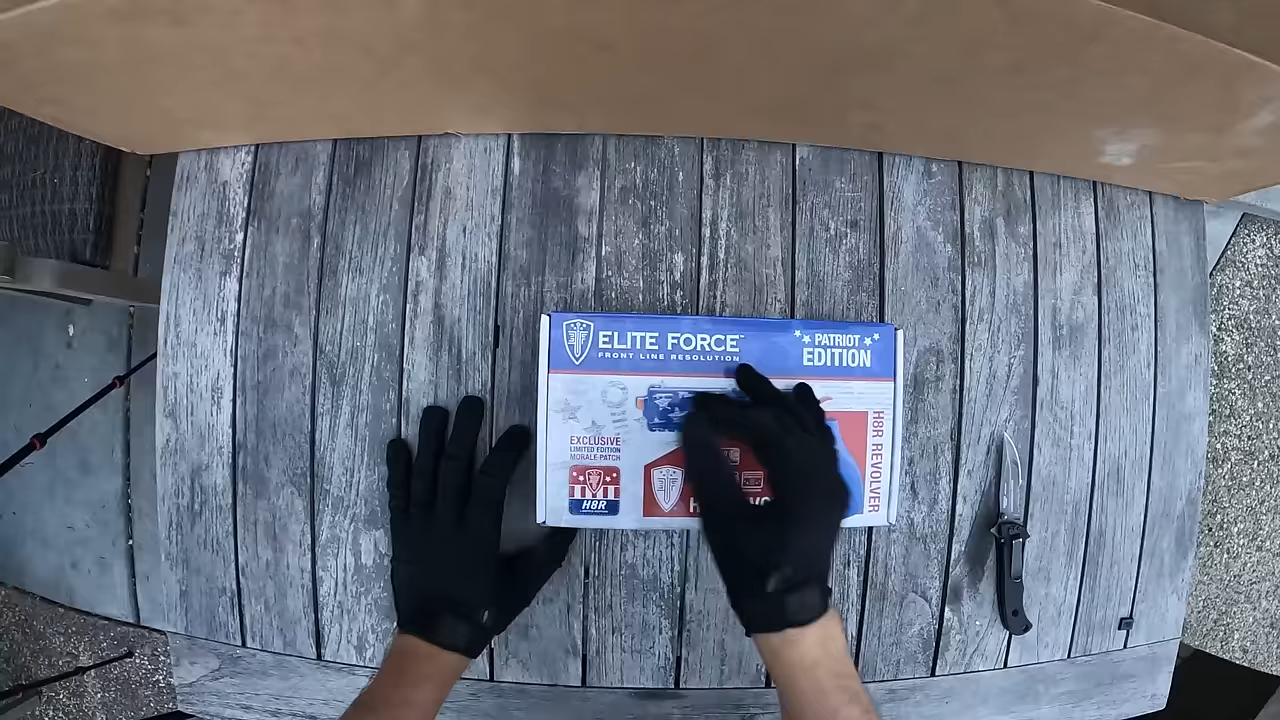 ELITE FORCE
FRONT LINE RESOLUTION
PATRIOT
EDITION
EXCLUSIVE
LIMITED EDITION
MORALE PATCH
H8R
H8R REVOLVER